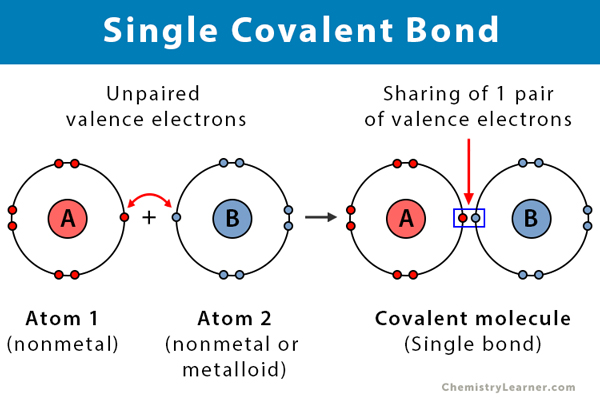 Single Covalent Bond
Unpaired
valence electrons
Sharing of 1 pair
of valence electrons
A
+
B
A
B
Atom 1
(nonmetal)
Atom 2
(nonmetal or
metalloid)
Covalent molecule
(Single bond)
ChemistryLearner.com